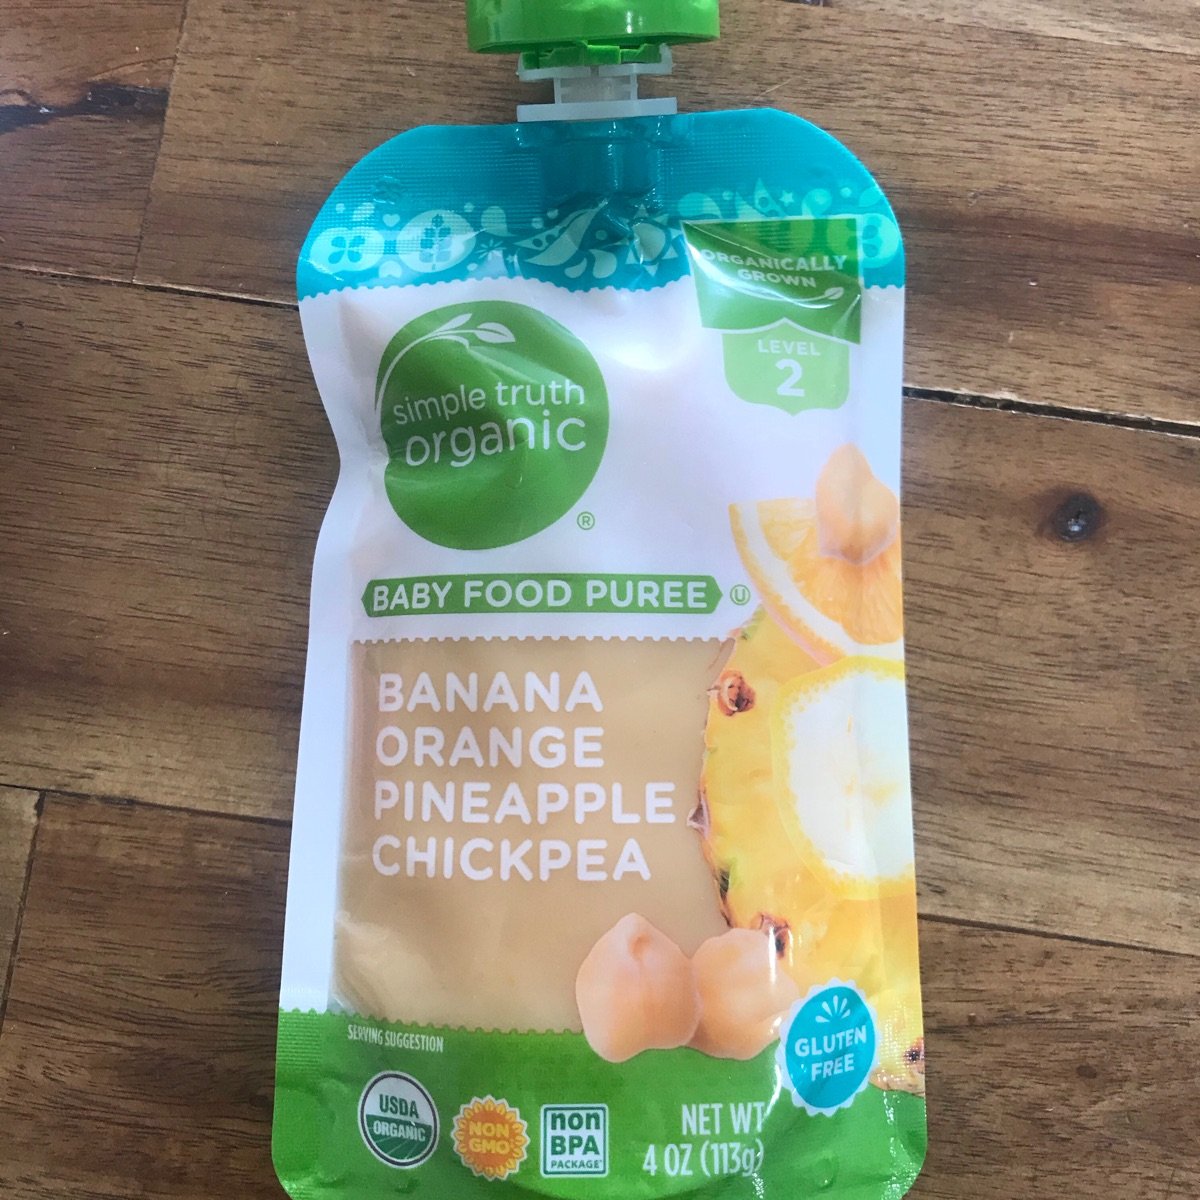 ORGANICALLY
GROWN
LEVEL
2
simple truth
organic
®
BABY FOOD PUREE U
BANANA
ORANGE
PINEAPPLE
CHICKPEA
SERVING SUGGESTION
GLUTEN
FREE
USDA
ORGANIC
NON
GMO
non
BPA
PACKAGE
NET WT
4 OZ (113g)